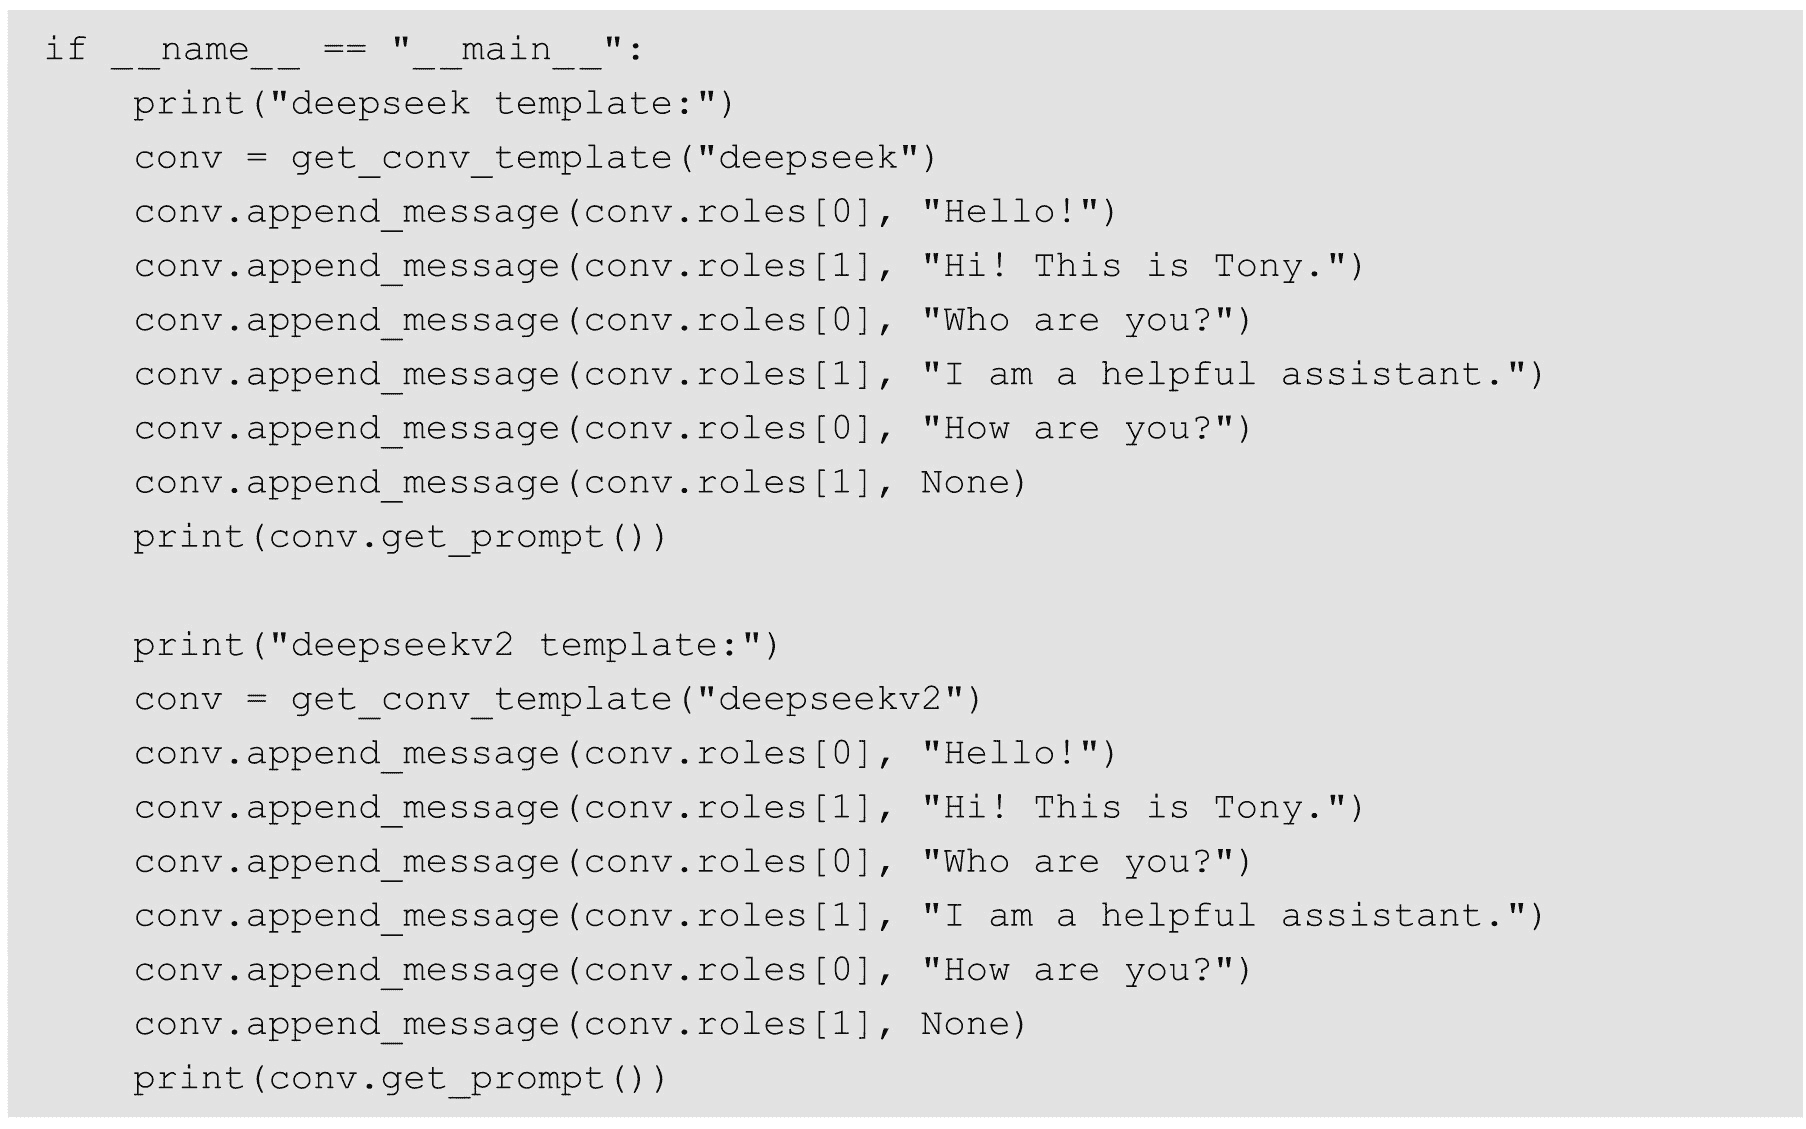 if __name__ == "__main__":
    print("deepseek template:")
    conv = get_conv_template("deepseek")
    conv.append_message(conv.roles[0], "Hello!")
    conv.append_message(conv.roles[1], "Hi! This is Tony.")
    conv.append_message(conv.roles[0], "Who are you?")
    conv.append_message(conv.roles[1], "I am a helpful assistant.")
    conv.append_message(conv.roles[0], "How are you?")
    conv.append_message(conv.roles[1], None)
    print(conv.get_prompt())

    print("deepseekv2 template:")
    conv = get_conv_template("deepseekv2")
    conv.append_message(conv.roles[0], "Hello!")
    conv.append_message(conv.roles[1], "Hi! This is Tony.")
    conv.append_message(conv.roles[0], "Who are you?")
    conv.append_message(conv.roles[1], "I am a helpful assistant.")
    conv.append_message(conv.roles[0], "How are you?")
    conv.append_message(conv.roles[1], None)
    print(conv.get_prompt())